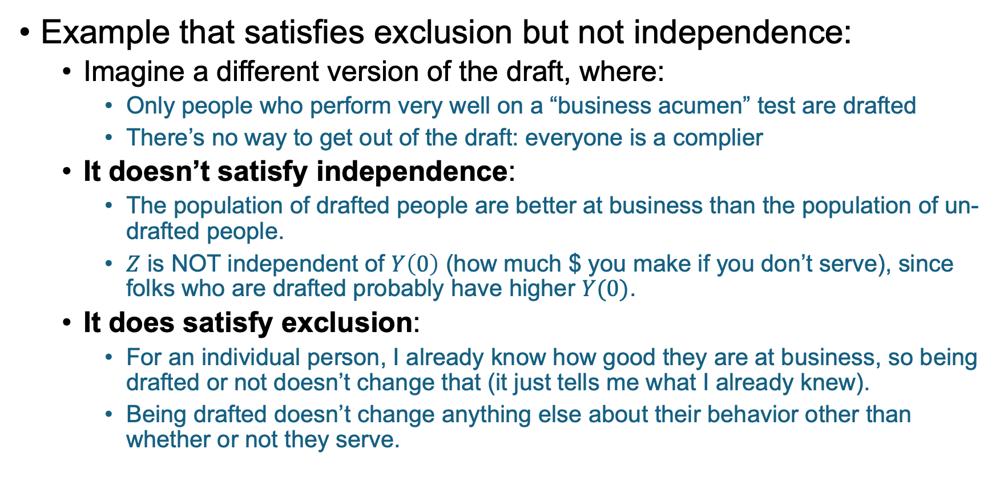 • Example that satisfies exclusion but not independence:
• Imagine a different version of the draft, where:
• Only people who perform very well on a “business acumen” test are drafted
• There’s no way to get out of the draft: everyone is a complier
• It doesn’t satisfy independence:
• The population of drafted people are better at business than the population of un-
drafted people.
• Z is NOT independent of Y(0) (how much $ you make if you don’t serve), since
folks who are drafted probably have higher Y(0).
• It does satisfy exclusion:
• For an individual person, I already know how good they are at business, so being
drafted or not doesn’t change that (it just tells me what I already knew).
• Being drafted doesn’t change anything else about their behavior other than
whether or not they serve.